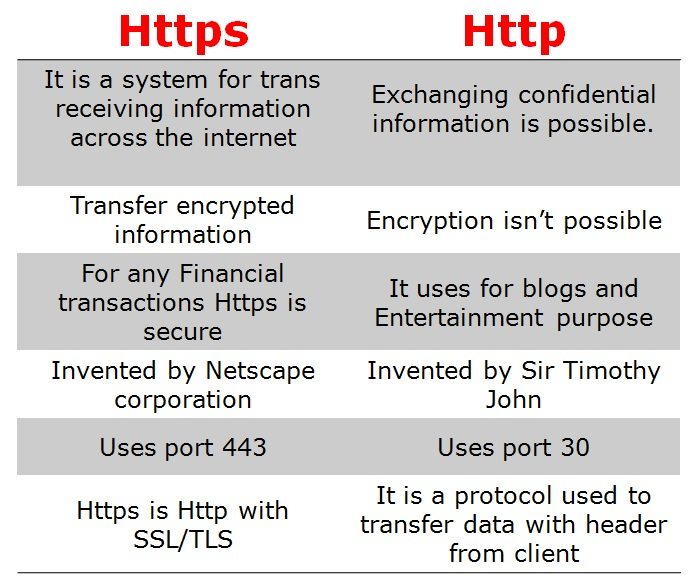 Https
Http
It is a system for trans
receiving information
across the internet
Exchanging confidential
information is possible.
Transfer encrypted
information
Encryption isn’t possible
For any Financial
transactions Https is
secure
It uses for blogs and
Entertainment purpose
Invented by Netscape
corporation
Invented by Sir Timothy
John
Uses port 443
Uses port 30
Https is Http with
SSL/TLS
It is a protocol used to
transfer data with header
from client